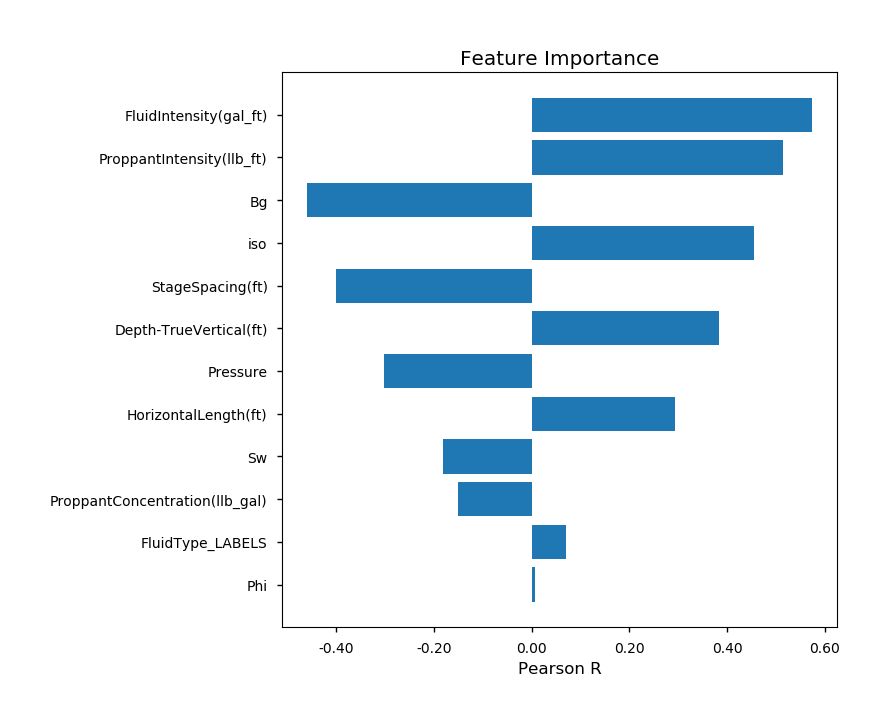 Feature Importance
FluidIntensity(gal_ft)
ProppantIntensity(llb_ft)
Bg
iso
StageSpacing(ft)
Depth-TrueVertical(ft)
Pressure
HorizontalLength(ft)
Sw
ProppantConcentration(llb_gal)
FluidType_LABELS
Phi
-0.40 -0.20 0.00 0.20 0.40 0.60
Pearson R